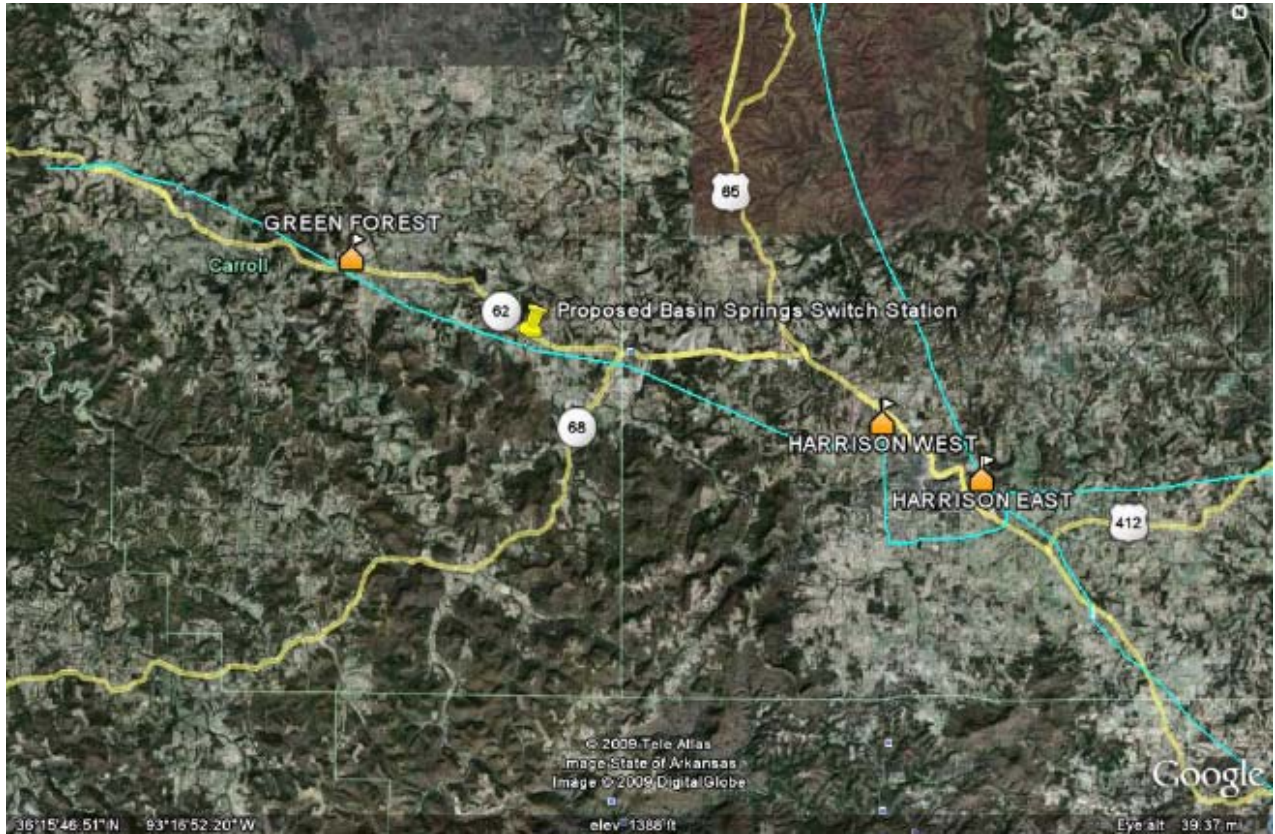 N
65
GREEN FOREST
Carroll
62
Proposed Basin Springs Switch Station
68
HARRISON WEST
HARRISON EAST
412
© 2009 Tele Atlas
Image State of Arkansas
Image © 2009 DigitalGlobe
Google
36°15'46.51" N 93°16'52.20" W
elev 1388 ft
Eye alt 39.37 mi